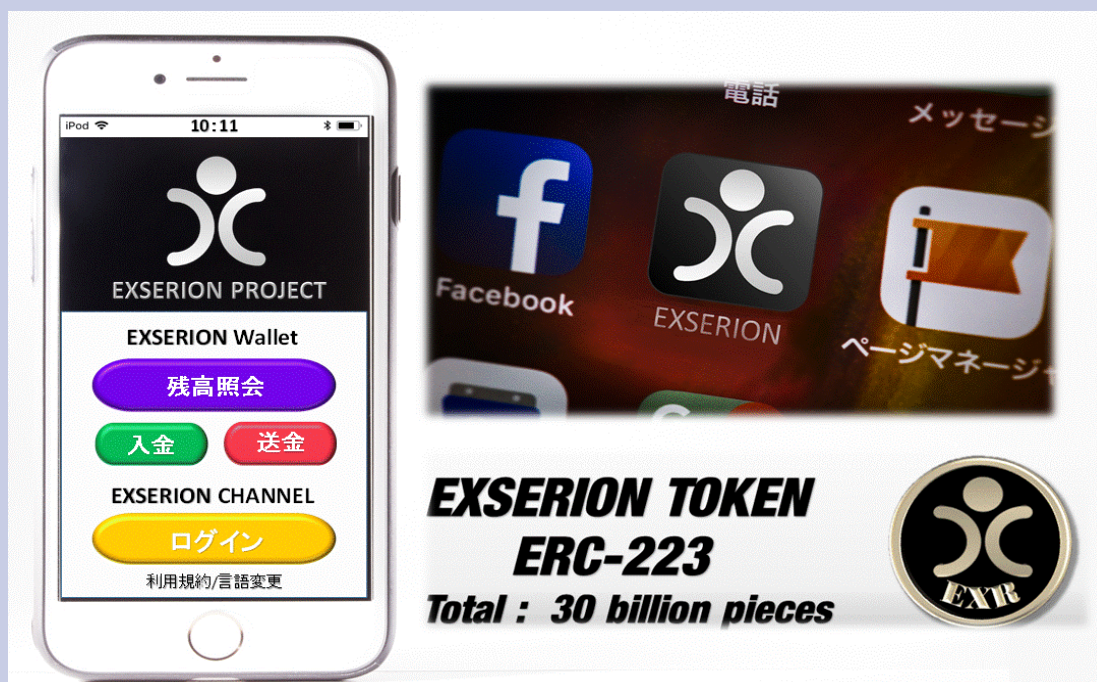 iPod 10:11
EXSERION PROJECT
EXSERION Wallet
残高照会
入金 送金
EXSERION CHANNEL
ログイン
利用規約/言語変更
電話
メッセージ
Facebook
EXSERION
ページマネージャ
EXSERION TOKEN
ERC-223
Total : 30 billion pieces
EXR